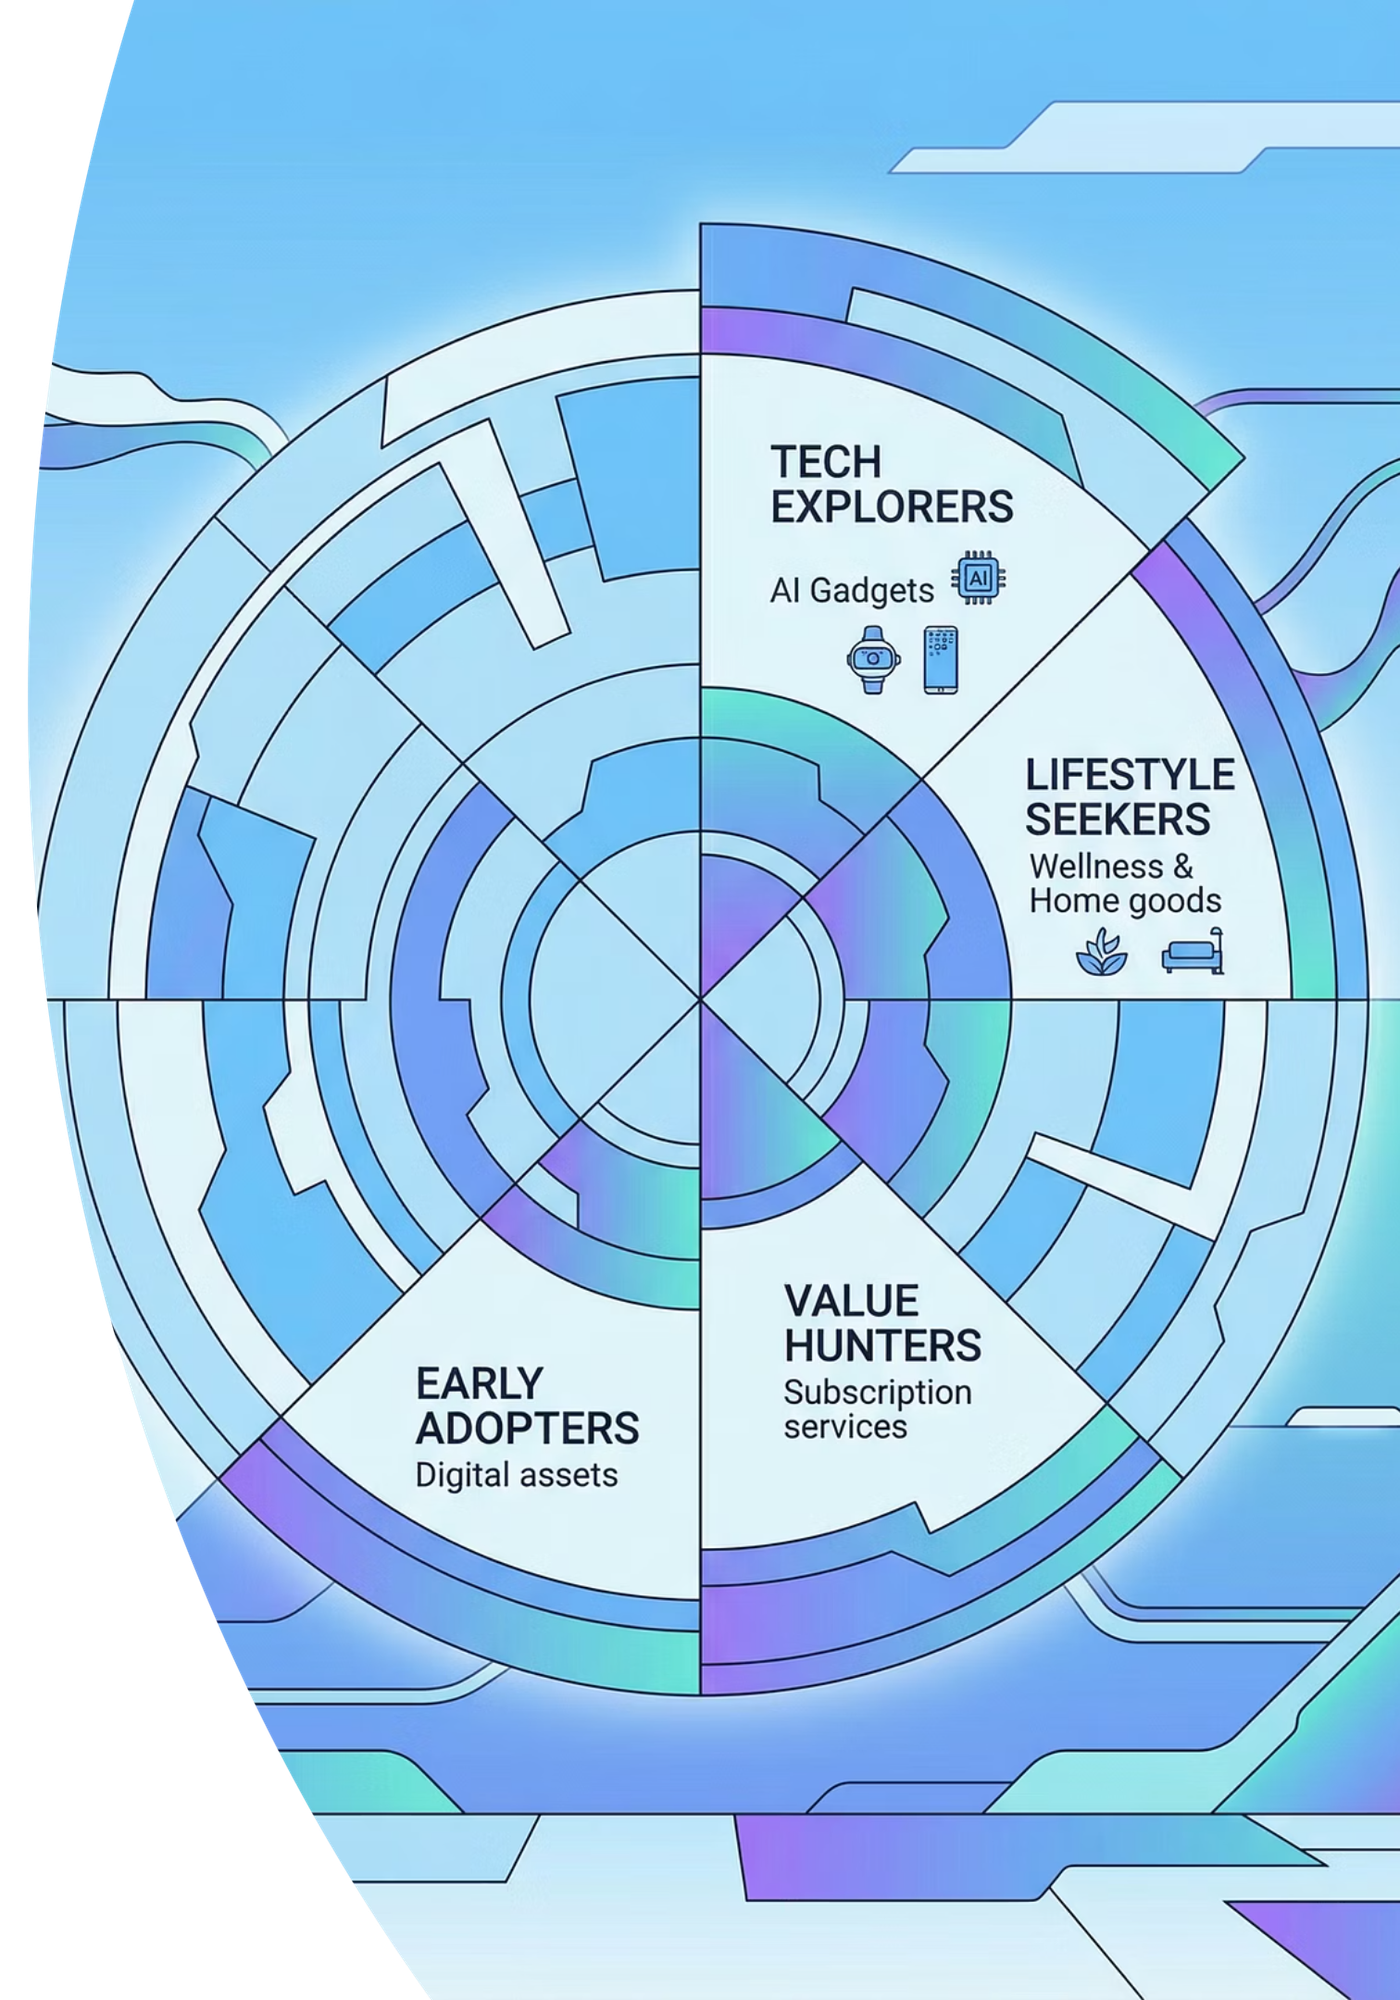 TECH
EXPLORERS
AI Gadgets
AI
LIFESTYLE
SEEKERS
Wellness &
Home goods
VALUE
HUNTERS
Subscription
services
EARLY
ADOPTERS
Digital assets